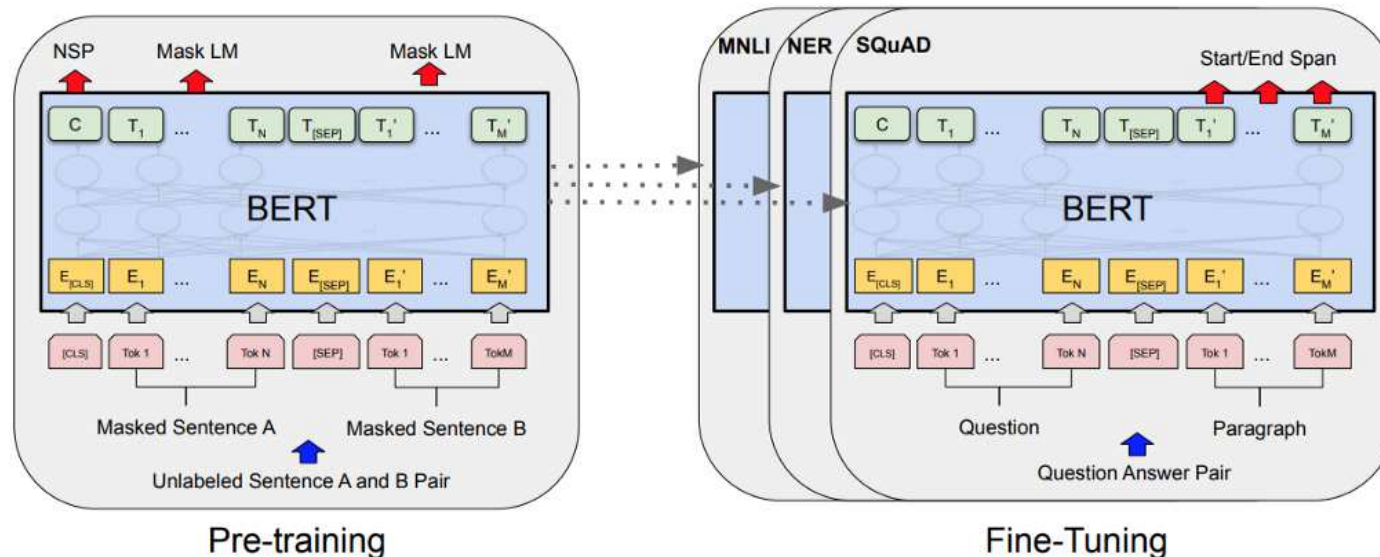 NSP Mask LM Mask LM
C T1 ... TN T[SEP] T1' ... TM'
BERT
E[CLS] E1 ... EN E[SEP] E1' ... EM'
[CLS] Tok 1 ... Tok N [SEP] Tok 1 ... TokM
Masked Sentence A Masked Sentence B
Unlabeled Sentence A and B Pair
Pre-training
MNLI NER SQuAD
Start/End Span
C T1 ... TN T[SEP] T1' ... TM'
BERT
E[CLS] E1 ... EN E[SEP] E1' ... EM'
[CLS] Tok 1 ... Tok N [SEP] Tok 1 ... TokM
Question Paragraph
Question Answer Pair
Fine-Tuning